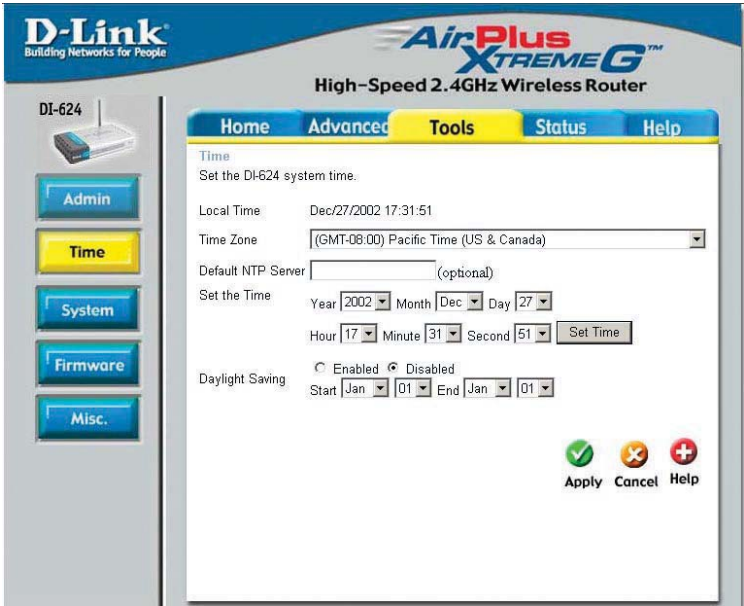 D-Link
Building Networks for People
AirPlus
XTREME G™
High-Speed 2.4GHz Wireless Router
DI-624
Home Advanced Tools Status Help
Admin
Time
System
Firmware
Misc.
Time
Set the DI-624 system time.
Local Time Dec/27/2002 17:31:51
Time Zone (GMT-08:00) Pacific Time (US & Canada)
Default NTP Server (optional)
Set the Time Year 2002 Month Dec Day 27
Hour 17 Minute 31 Second 51 Set Time
Daylight Saving Enabled Disabled
Start Jan 01 End Jan 01
Apply Cancel Help